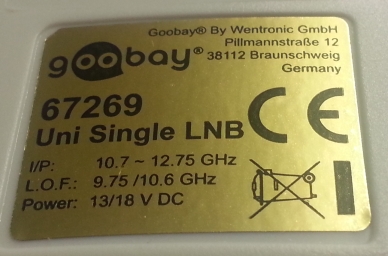 Goobay® By Wentronic GmbH
Pillmannstraße 12
38112 Braunschweig
Germany
goobay®
67269
Uni Single LNB
CE
I/P: 10.7 ~ 12.75 GHz
L.O.F.: 9.75 /10.6 GHz
Power: 13/18 V DC